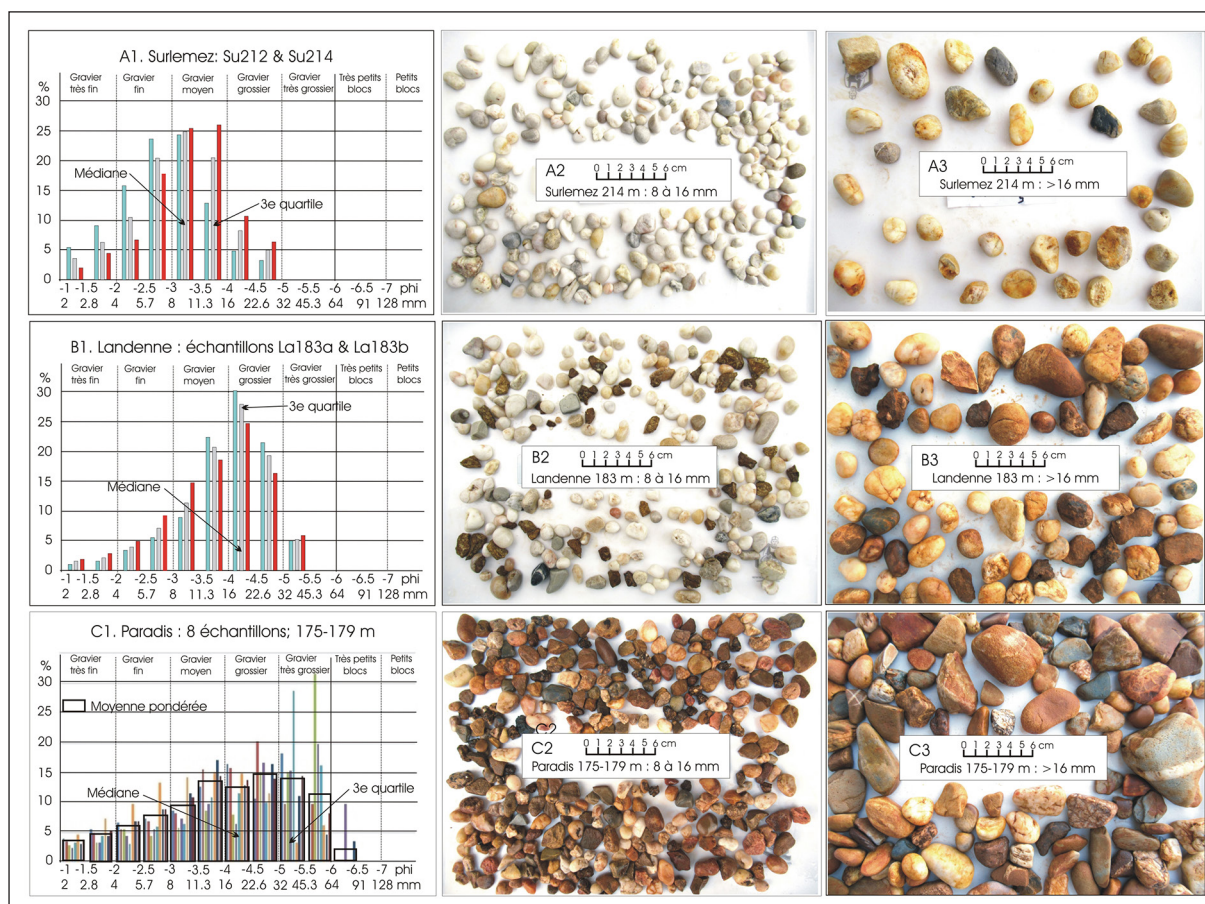 A1. Surlemez: Su212 & Su214
%
Gravier très fin
Gravier fin
Gravier moyen
Gravier grossier
Gravier très grossier
Très petits blocs
Petits blocs
30
25
20
15
10
5
0
Médiane
3e quartile
-1 -1.5 -2 -2.5 -3 -3.5 -4 -4.5 -5 -5.5 -6 -6.5 -7 phi
2 2.8 4 5.7 8 11.3 16 22.6 32 45.3 64 91 128 mm
A2 0 1 2 3 4 5 6 cm
Surlemez 214 m : 8 à 16 mm
A3 0 1 2 3 4 5 6 cm
Surlemez 214 m : >16 mm
B1. Landenne : échantillons La183a & La183b
%
Gravier très fin
Gravier fin
Gravier moyen
Gravier grossier
Gravier très grossier
Très petits blocs
Petits blocs
30
25
20
15
10
5
0
3e quartile
Médiane
-1 -1.5 -2 -2.5 -3 -3.5 -4 -4.5 -5 -5.5 -6 -6.5 -7 phi
2 2.8 4 5.7 8 11.3 16 22.6 32 45.3 64 91 128 mm
B2 0 1 2 3 4 5 6 cm
Landenne 183 m : 8 à 16 mm
B3 0 1 2 3 4 5 6 cm
Landenne 183 m : >16 mm
C1. Paradis : 8 échantillons; 175-179 m
%
Gravier très fin
Gravier fin
Gravier moyen
Gravier grossier
Gravier très grossier
Très petits blocs
Petits blocs
30
25
20
15
10
5
0
Moyenne pondérée
Médiane
3e quartile
-1 -1.5 -2 -2.5 -3 -3.5 -4 -4.5 -5 -5.5 -6 -6.5 -7 phi
2 2.8 4 5.7 8 11.3 16 22.6 32 45.3 64 91 128 mm
C2 0 1 2 3 4 5 6 cm
Paradis 175-179 m : 8 à 16 mm
C3 0 1 2 3 4 5 6 cm
Paradis 175-179 m : >16 mm